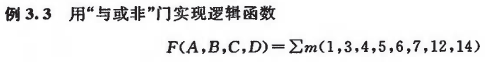 例 3.3 用“与或非”门实现逻辑函数
F(A,B,C,D)=∑m(1,3,4,5,6,7,12,14)